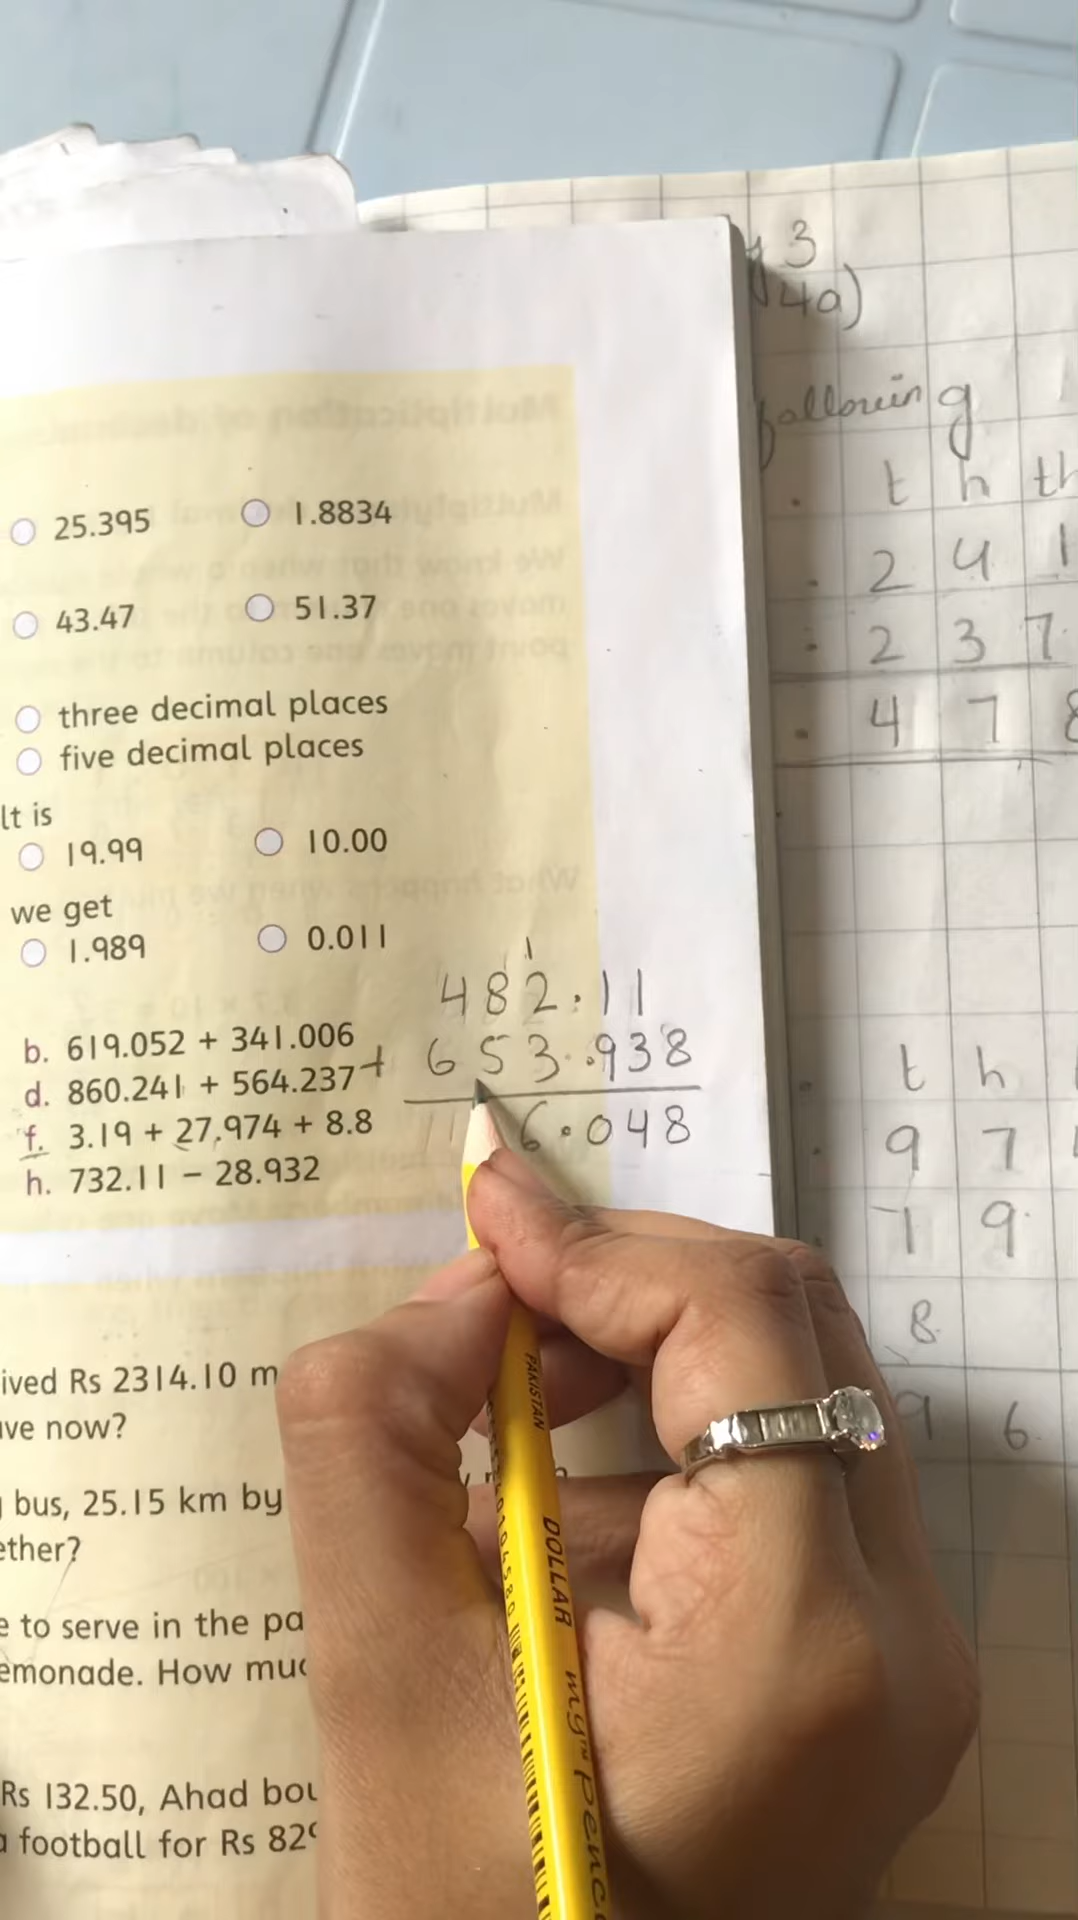 3
4a)
following
. t h th
25.395 1.8834
. 2 4 1
43.47 51.37
. 2 3 7
three decimal places
. 4 7 8
five decimal places
It is
19.99 10.00
we get
1.989 0.011
1
482.11
+ 653.938
6.048
b. 619.052 + 341.006
d. 860.241 + 564.237
f. 3.19 + 27.974 + 8.8
h. 732.11 − 28.932
. t h
. 9 7
1 9
8
9 6
ived Rs 2314.10 m
ve now?
bus, 25.15 km by
ether?
e to serve in the pa
emonade. How muc
Rs 132.50, Ahad bou
a football for Rs 82
PAKISTAN
DOLLAR my™ penc